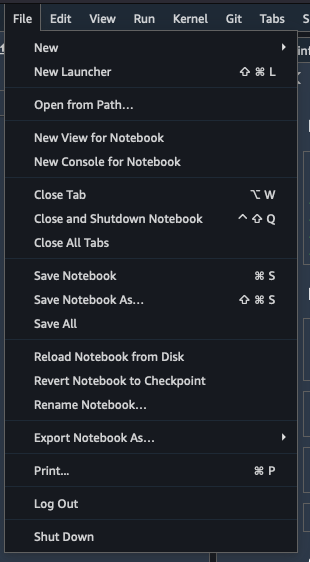 File Edit View Run Kernel Git Tabs S
New
New Launcher ⇧ ⌘ L
Open from Path…
New View for Notebook
New Console for Notebook
Close Tab ⌥ W
Close and Shutdown Notebook ^ ⇧ Q
Close All Tabs
Save Notebook ⌘ S
Save Notebook As… ⇧ ⌘ S
Save All
Reload Notebook from Disk
Revert Notebook to Checkpoint
Rename Notebook…
Export Notebook As…
Print... ⌘ P
Log Out
Shut Down